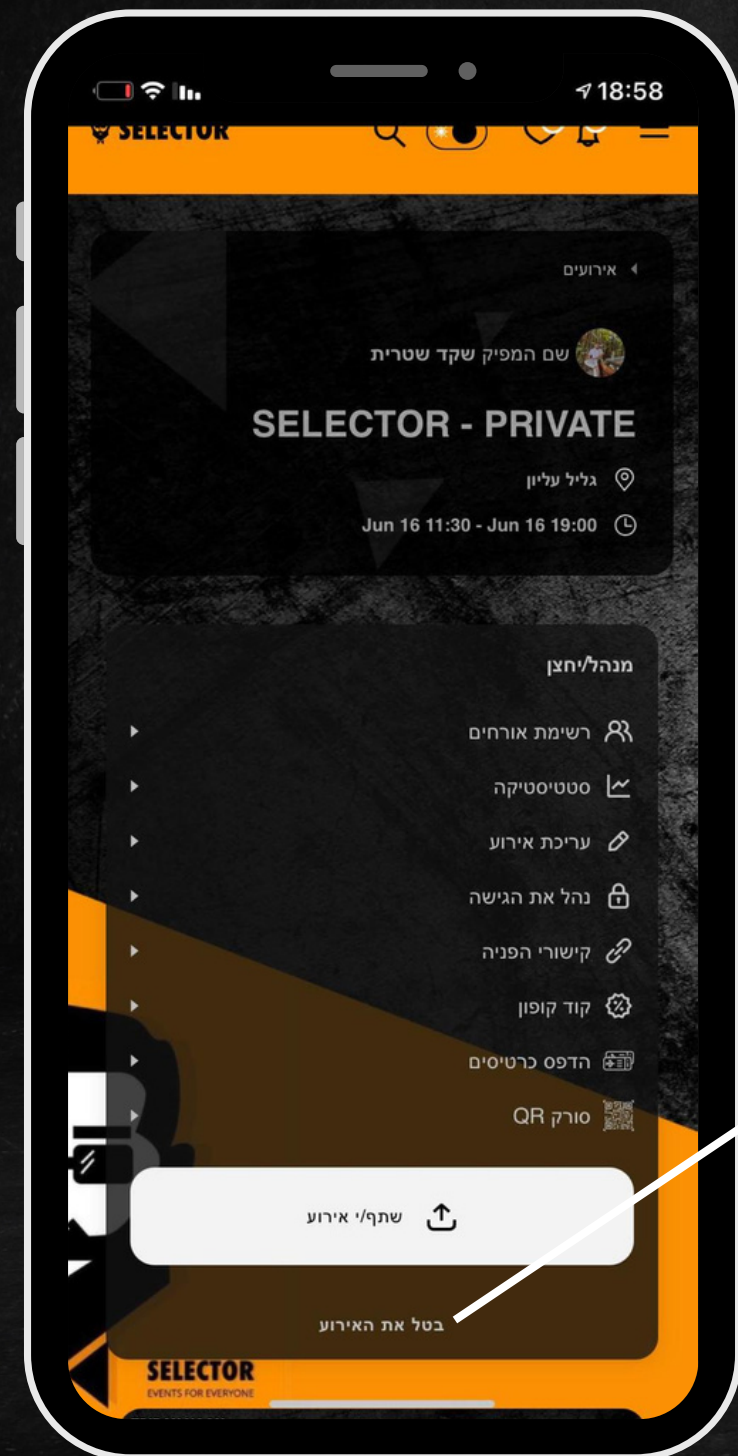 18:58
SELECTOR
אירועים
שם המפיק שקד שטרית
SELECTOR - PRIVATE
גליל עליון
Jun 16 11:30 - Jun 16 19:00
מנהל/יחצן
רשימת אורחים
סטטיסטיקה
עריכת אירוע
נהל את הגישה
קישורי הפניה
קוד קופון
הדפס כרטיסים
סורק QR
שתף/י אירוע
בטל את האירוע
SELECTOR
EVENTS FOR EVERYONE